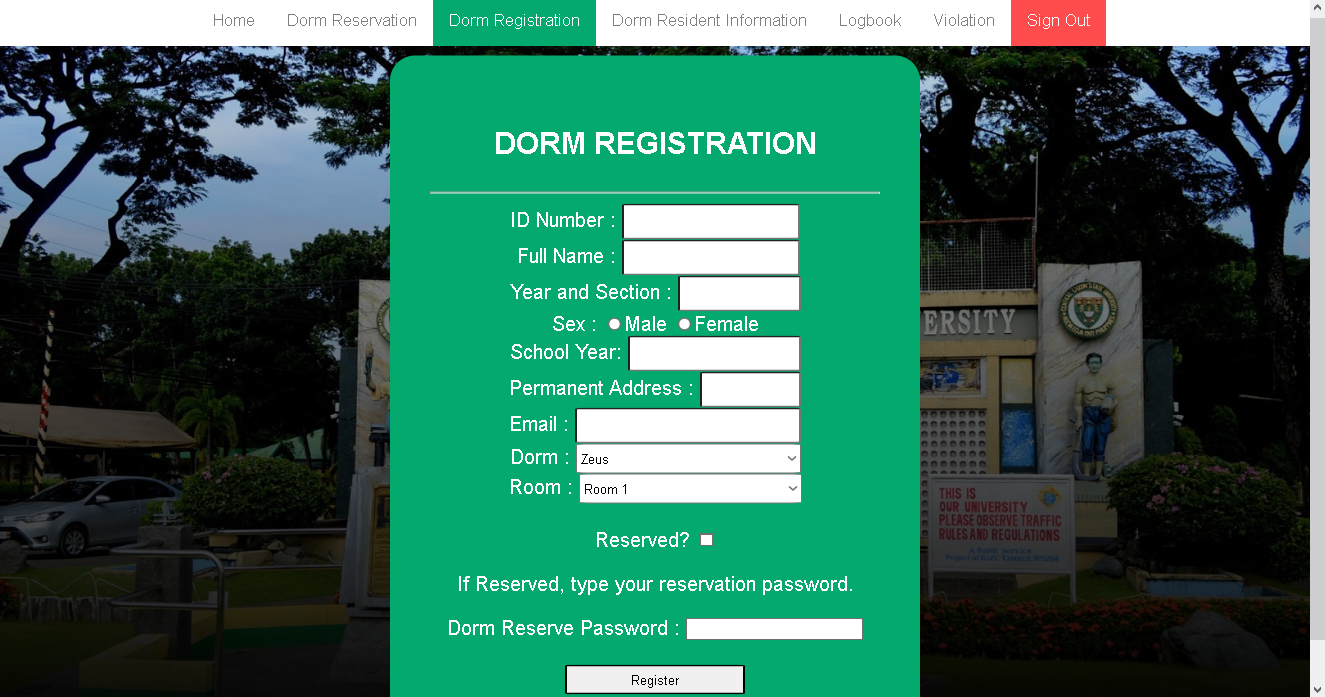 Home Dorm Reservation Dorm Registration Dorm Resident Information Logbook Violation Sign Out
DORM REGISTRATION
ID Number :
Full Name :
Year and Section :
Sex : Male Female
School Year:
Permanent Address :
Email :
Dorm : Zeus
Room : Room 1
Reserved?
If Reserved, type your reservation password.
Dorm Reserve Password :
Register
ERSITY
THIS IS
OUR UNIVERSITY
PLEASE OBSERVE TRAFFIC
RULES AND REGULATIONS
A Public Service